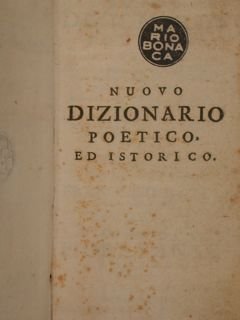 MA
RIO
BONA
CA
NUOVO
DIZIONARIO
POETICO.
ED ISTORICO.